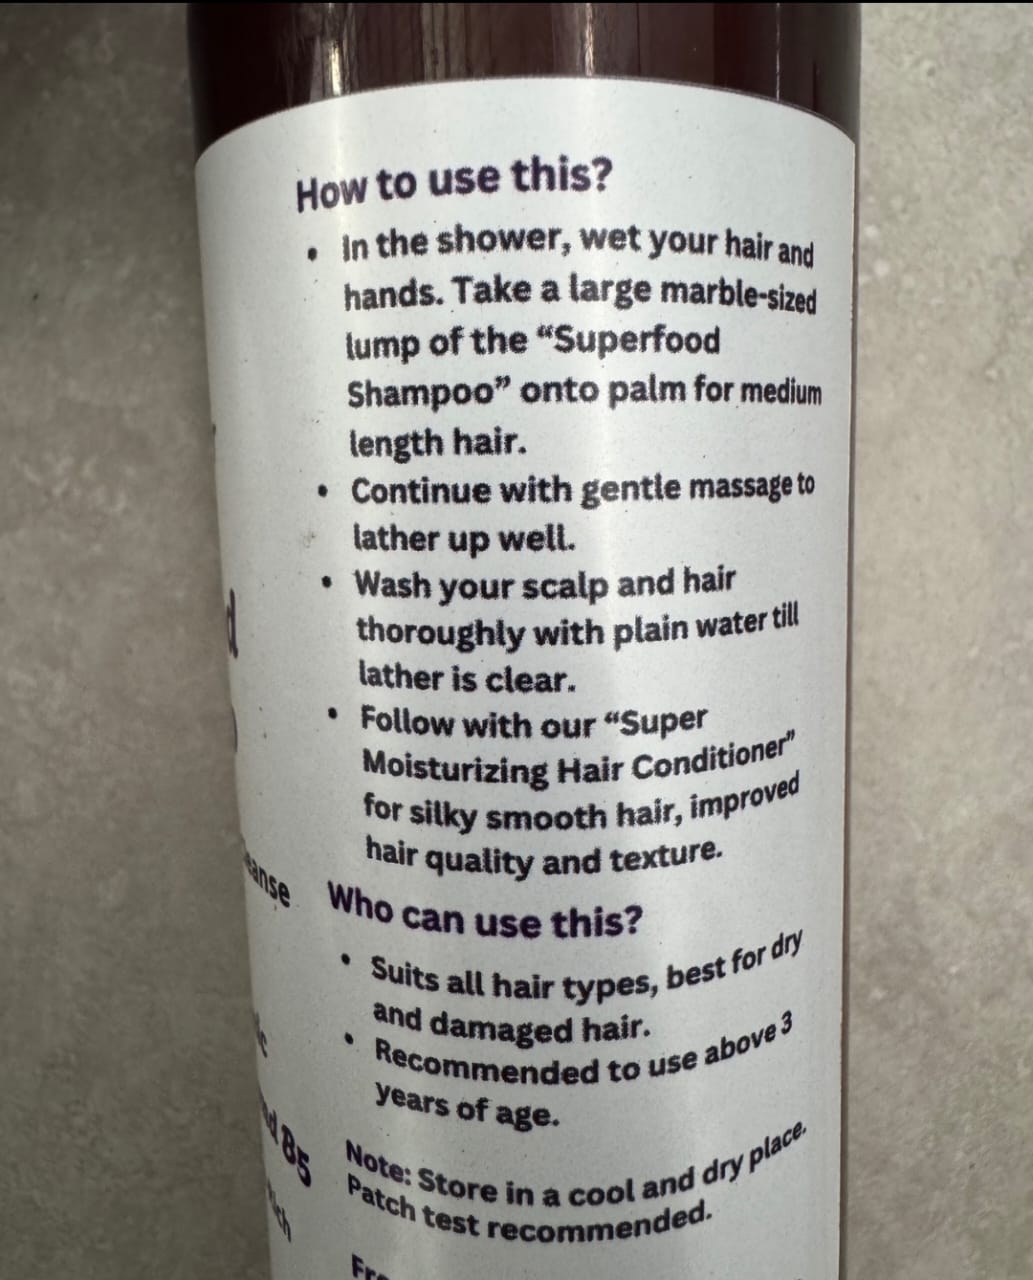 How to use this?
• In the shower, wet your hair and
hands. Take a large marble-sized
lump of the “Superfood
Shampoo” onto palm for medium
length hair.
• Continue with gentle massage to
lather up well.
• Wash your scalp and hair
thoroughly with plain water till
lather is clear.
• Follow with our “Super
Moisturizing Hair Conditioner”
for silky smooth hair, improved
hair quality and texture.
Who can use this?
• Suits all hair types, best for dry
and damaged hair.
• Recommended to use above 3
years of age.
Note: Store in a cool and dry place.
Patch test recommended.
B5